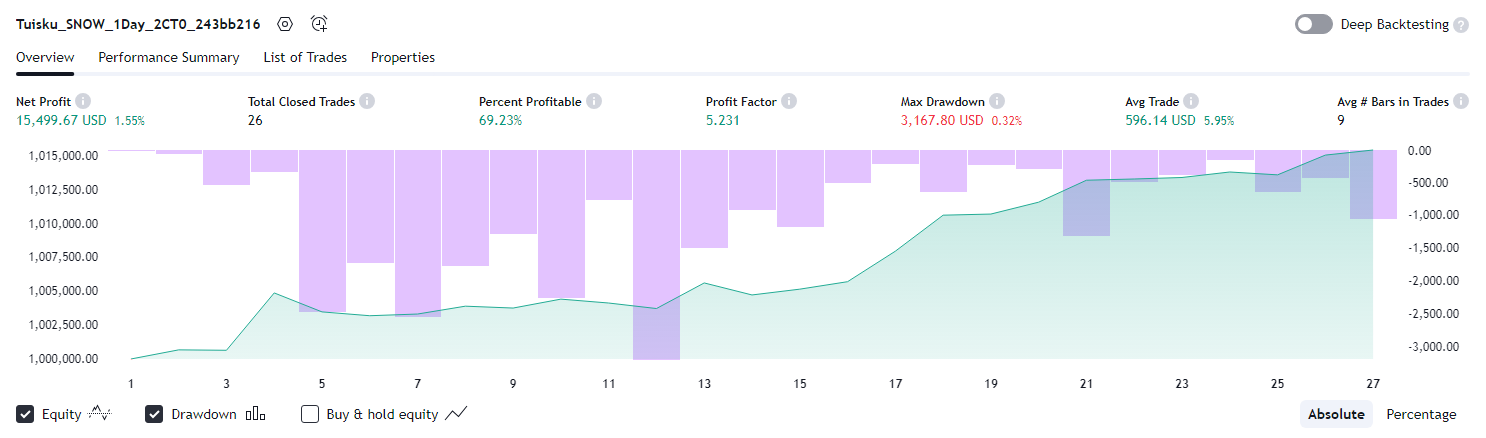 Tuisku_SNOW_1Day_2CT0_243bb216
Deep Backtesting ?
Overview Performance Summary List of Trades Properties
Net Profit Total Closed Trades Percent Profitable Profit Factor Max Drawdown Avg Trade Avg # Bars in Trades
15,499.67 USD 1.55% 26 69.23% 5.231 3,167.80 USD 0.32% 596.14 USD 5.95% 9
1,015,000.00 0.00
1,012,500.00 -500.00
1,010,000.00 -1,000.00
1,007,500.00 -1,500.00
1,005,000.00 -2,000.00
1,002,500.00 -2,500.00
1,000,000.00 -3,000.00
1 3 5 7 9 11 13 15 17 19 21 23 25 27
Equity Drawdown Buy & hold equity Absolute Percentage